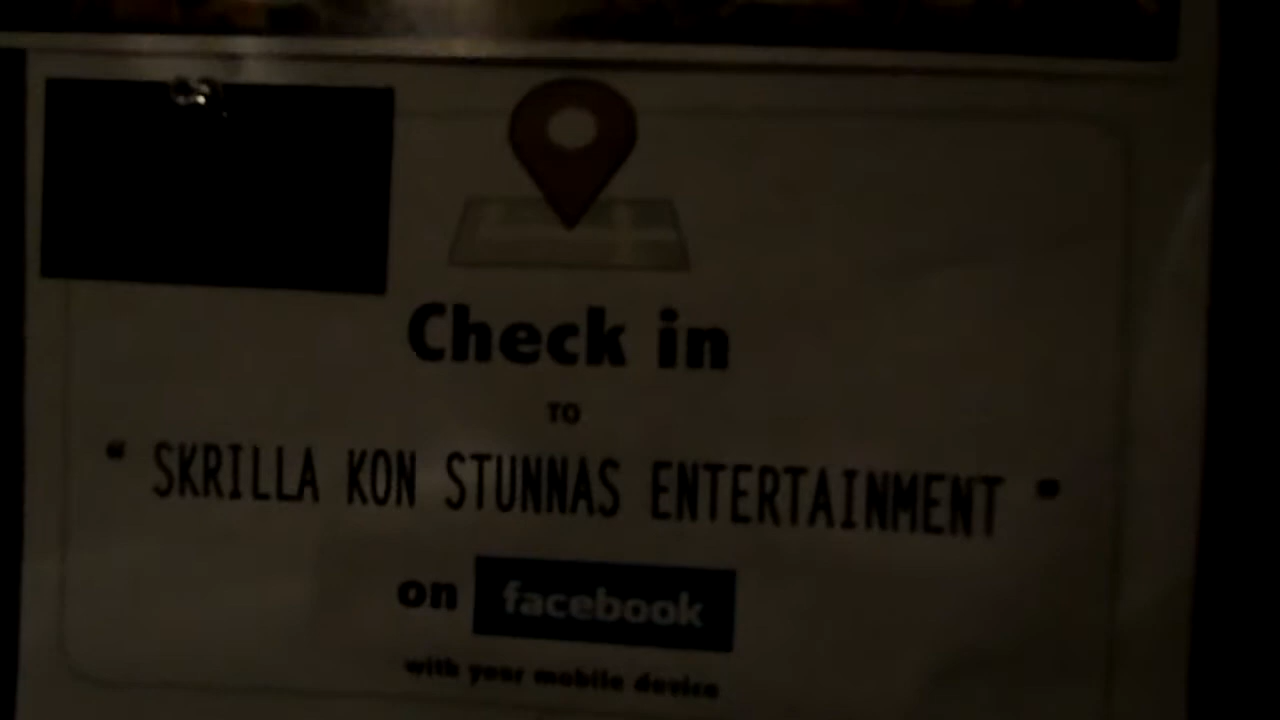 Check in
TO
“ SKRILLA KON STUNNAS ENTERTAINMENT ”
on facebook
with your mobile device